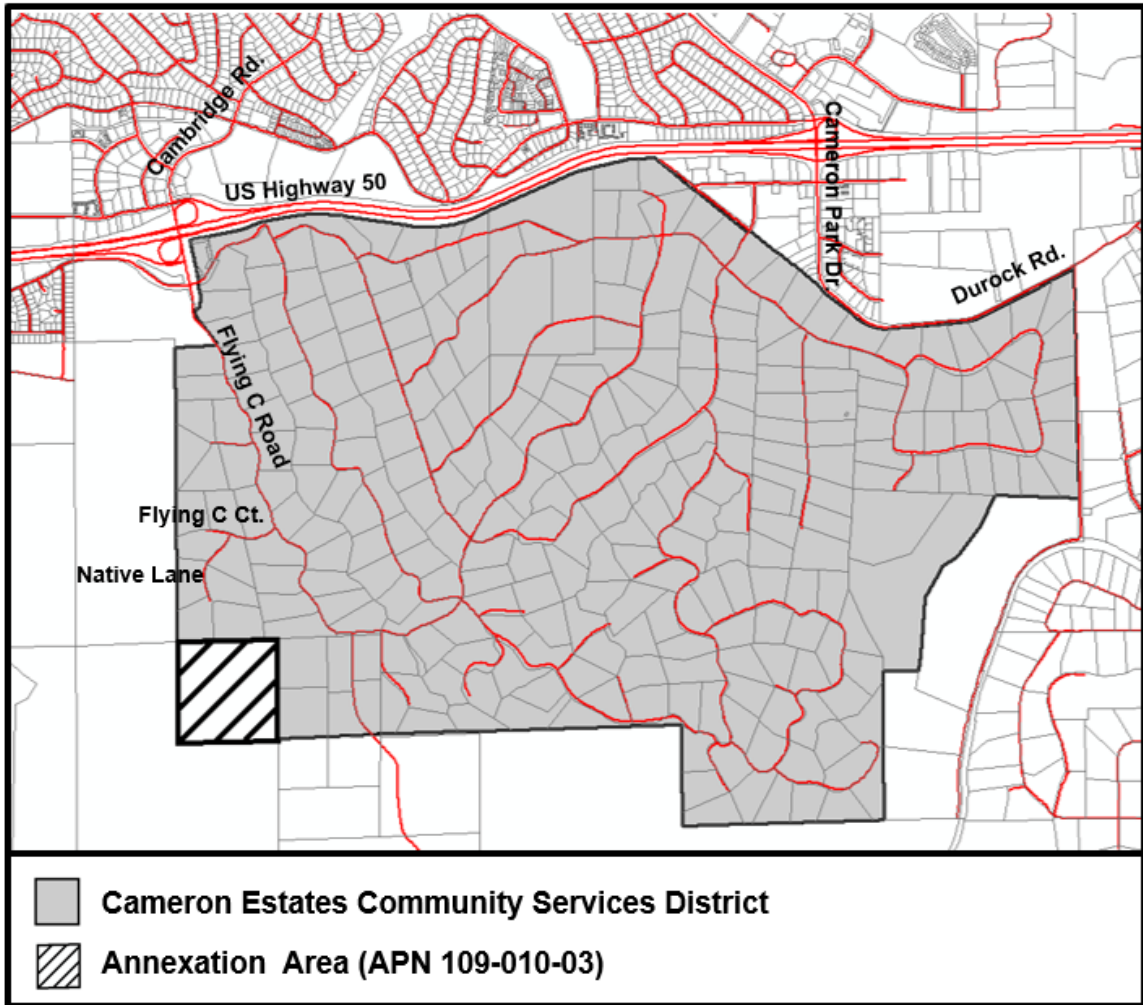 Cambridge Rd.
Cameron Park Dr.
US Highway 50
Durock Rd.
Flying C Road
Flying C Ct.
Native Lane
Cameron Estates Community Services District
Annexation Area (APN 109-010-03)